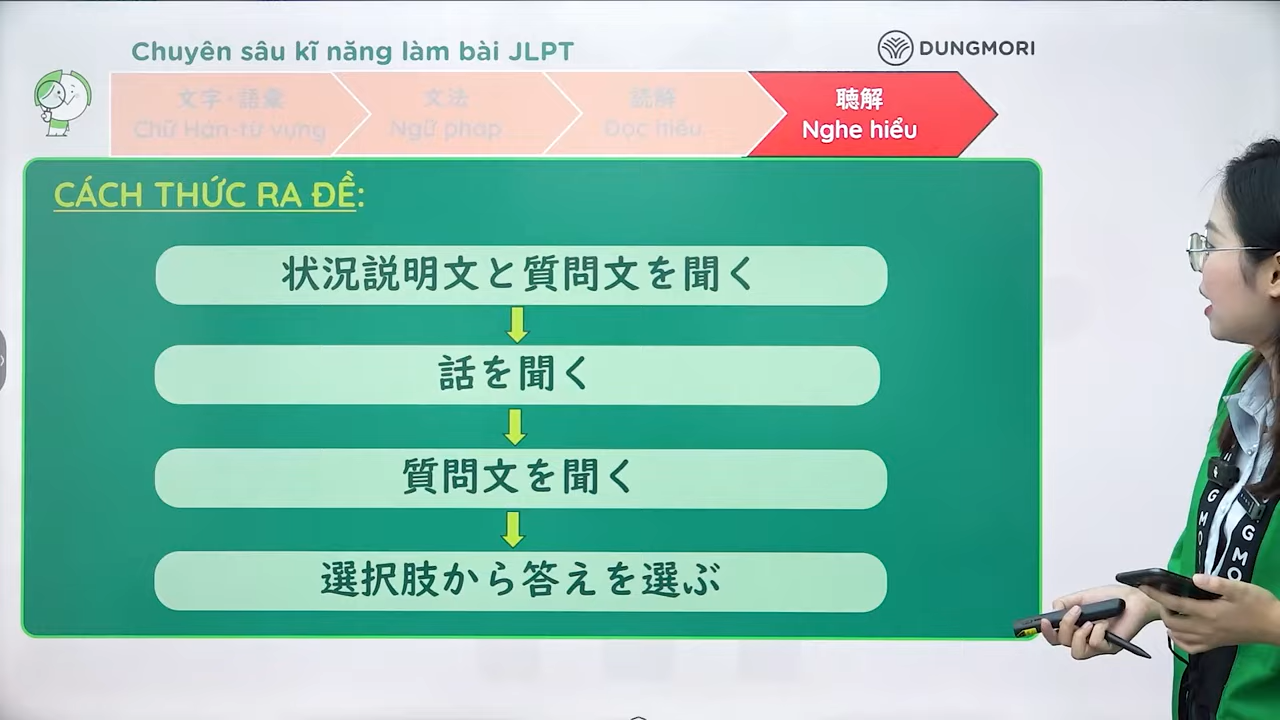 Chuyên sâu kĩ năng làm bài JLPT
DUNGMORI
文字・語彙
Chữ Hán-từ vựng
文法
Ngữ pháp
読解
Đọc hiểu
聴解
Nghe hiểu
CÁCH THỨC RA ĐỀ:
状況説明文と質問文を聞く
話を聞く
質問文を聞く
選択肢から答えを選ぶ